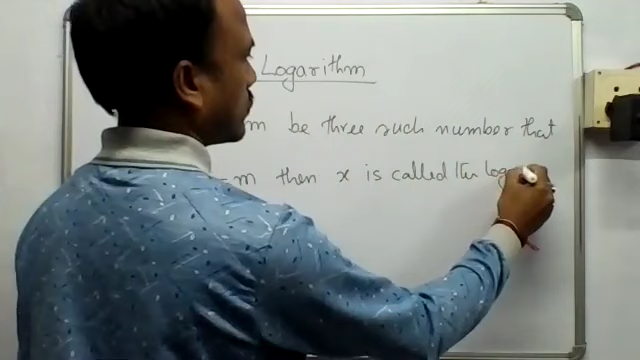 Logarithm
m be three such number that
m then x is called the log